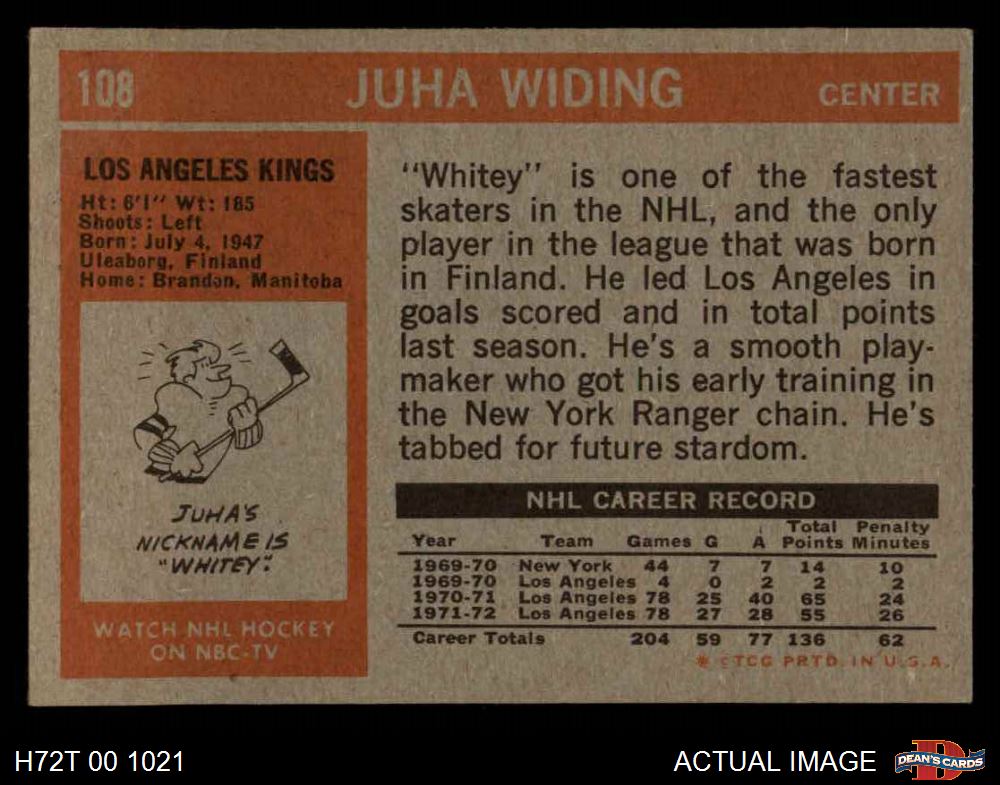 108 JUHA WIDING CENTER
LOS ANGELES KINGS
Ht: 6'1" Wt: 185
Shoots: Left
Born: July 4, 1947
Uleaborg, Finland
Home: Brandon, Manitoba
JUHA'S
NICKNAME IS
"WHITEY".
WATCH NHL HOCKEY
ON NBC-TV
"Whitey" is one of the fastest
skaters in the NHL, and the only
player in the league that was born
in Finland. He led Los Angeles in
goals scored and in total points
last season. He's a smooth play-
maker who got his early training in
the New York Ranger chain. He's
tabbed for future stardom.
NHL CAREER RECORD
Year Team Games G A Total Points Penalty Minutes
1969-70 New York 44 7 7 14 10
1969-70 Los Angeles 4 0 2 2 2
1970-71 Los Angeles 78 25 40 65 24
1971-72 Los Angeles 78 27 28 55 26
Career Totals 204 59 77 136 62
* © TCG PRTD. IN U.S.A.
H72T 00 1021 ACTUAL IMAGE DEAN'S CARDS